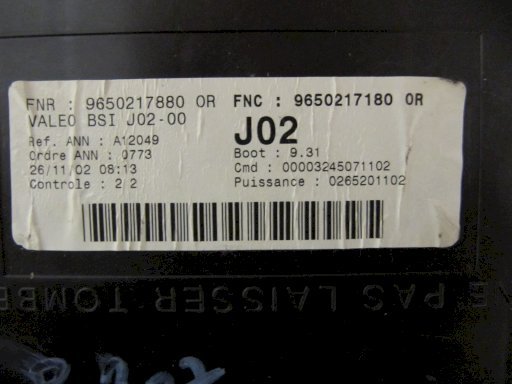 FNR : 9650217880 OR FNC : 9650217180 OR
VALEO BSI J02-00
J02
Ref. ANN : A12049
Ordre ANN : 0773
Boot : 9.31
26/11/02 08:13
Cmd : 00003245071102
Controle : 2 2
Puissance : 0265201102
E PAS LAISSER TOMBE